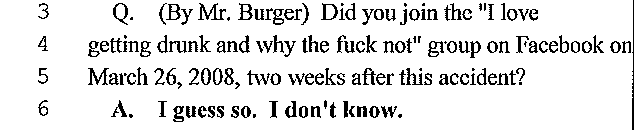 3 Q. (By Mr. Burger) Did you join the "I love
4 getting drunk and why the fuck not" group on Facebook on
5 March 26, 2008, two weeks after this accident?
6 A. I guess so. I don't know.